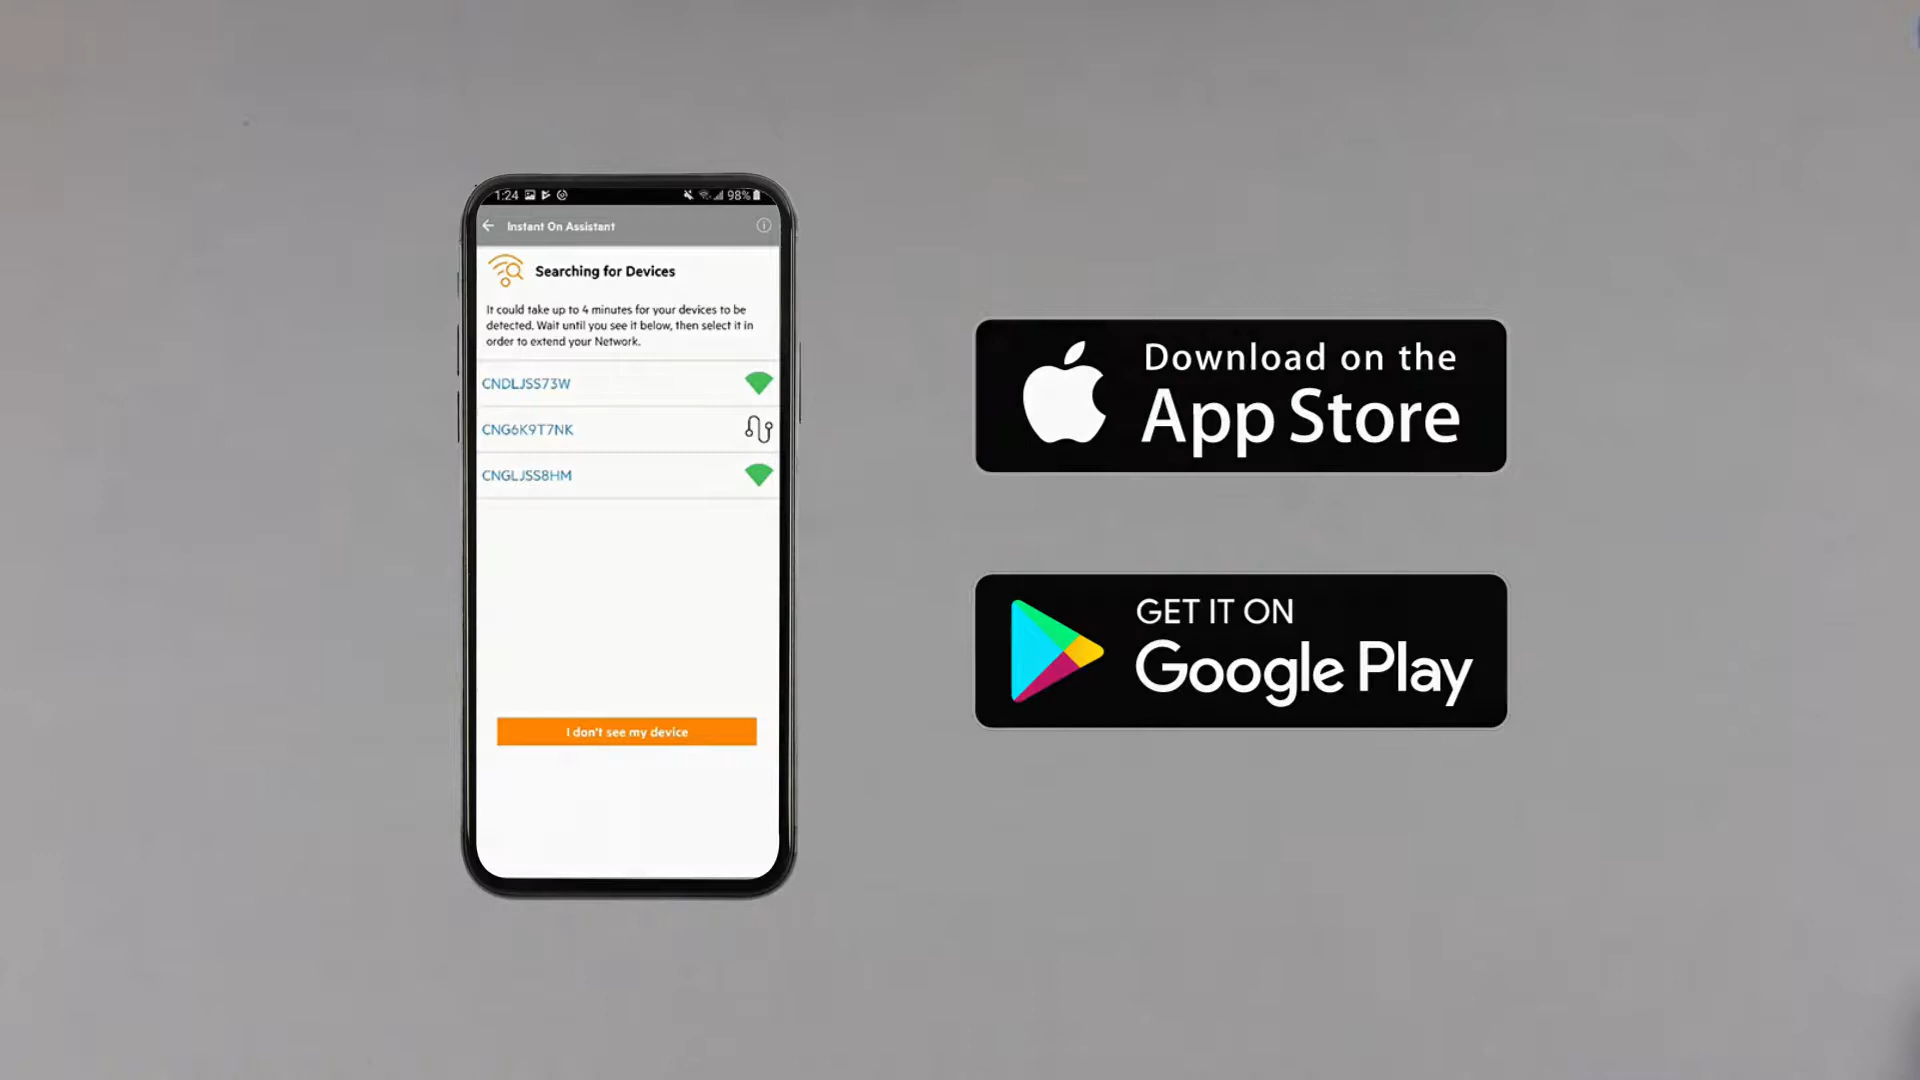 1:24 98%
Instant On Assistant
Searching for Devices
It could take up to 4 minutes for your devices to be
detected. Wait until you see it below, then select it in
order to extend your Network.
CNDLJSS73W
CNG6K9T7NK
CNGLJSS8HM
I don't see my device
Download on the
App Store
GET IT ON
Google Play